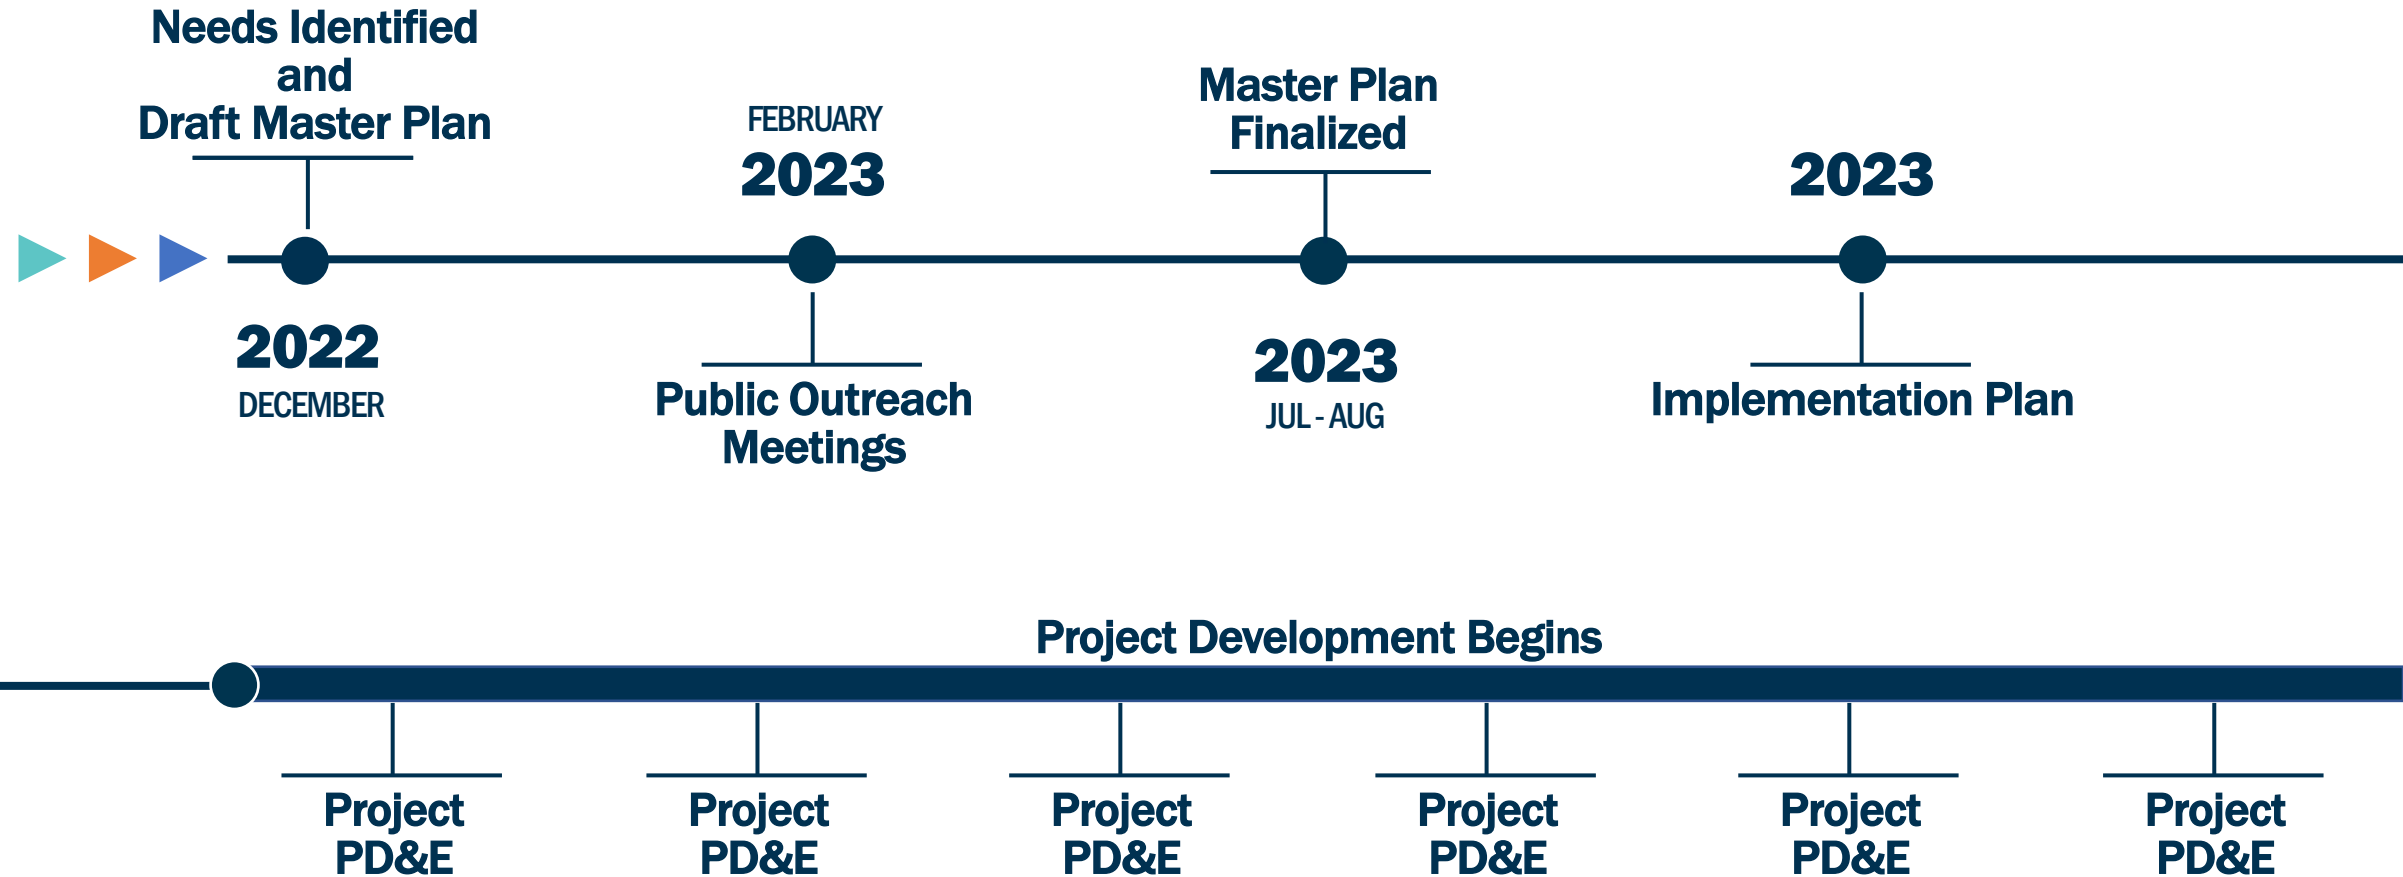 Needs Identified
and
Draft Master Plan
2022
DECEMBER
FEBRUARY
2023
Public Outreach
Meetings
Master Plan
Finalized
2023
JUL - AUG
2023
Implementation Plan
Project Development Begins
Project
PD&E
Project
PD&E
Project
PD&E
Project
PD&E
Project
PD&E
Project
PD&E